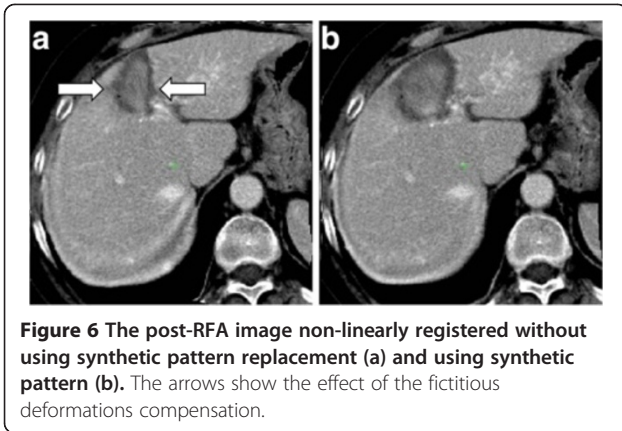 a
b
Figure 6 The post-RFA image non-linearly registered without
using synthetic pattern replacement (a) and using synthetic
pattern (b). The arrows show the effect of the fictitious
deformations compensation.